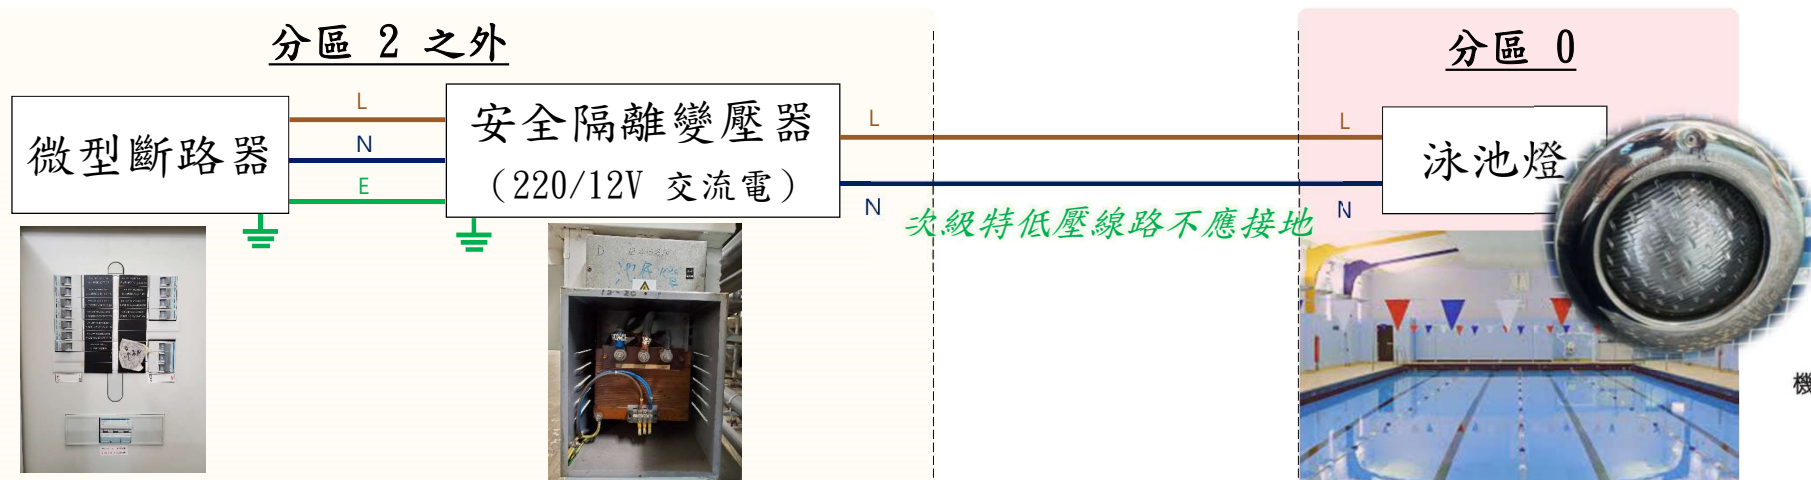 分區 2 之外
分區 0
微型斷路器
L
N
E
安全隔離變壓器
(220/12V 交流電)
L
N
次級特低壓線路不應接地
L
N
泳池燈
機